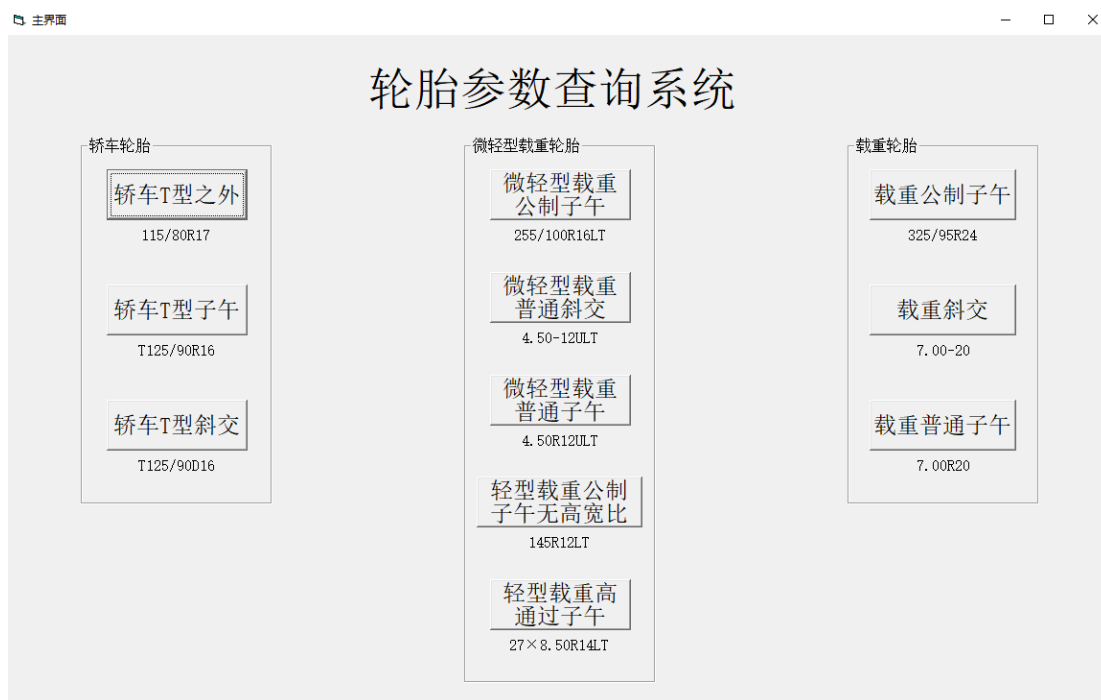 主界面
轮胎参数查询系统
轿车轮胎
轿车T型之外
115/80R17
轿车T型子午
T125/90R16
轿车T型斜交
T125/90D16
微轻型载重轮胎
微轻型载重
公制子午
255/100R16LT
微轻型载重
普通斜交
4.50-12ULT
微轻型载重
普通子午
4.50R12ULT
轻型载重公制
子午无高宽比
145R12LT
轻型载重高
通过子午
27×8.50R14LT
载重轮胎
载重公制子午
325/95R24
载重斜交
7.00-20
载重普通子午
7.00R20